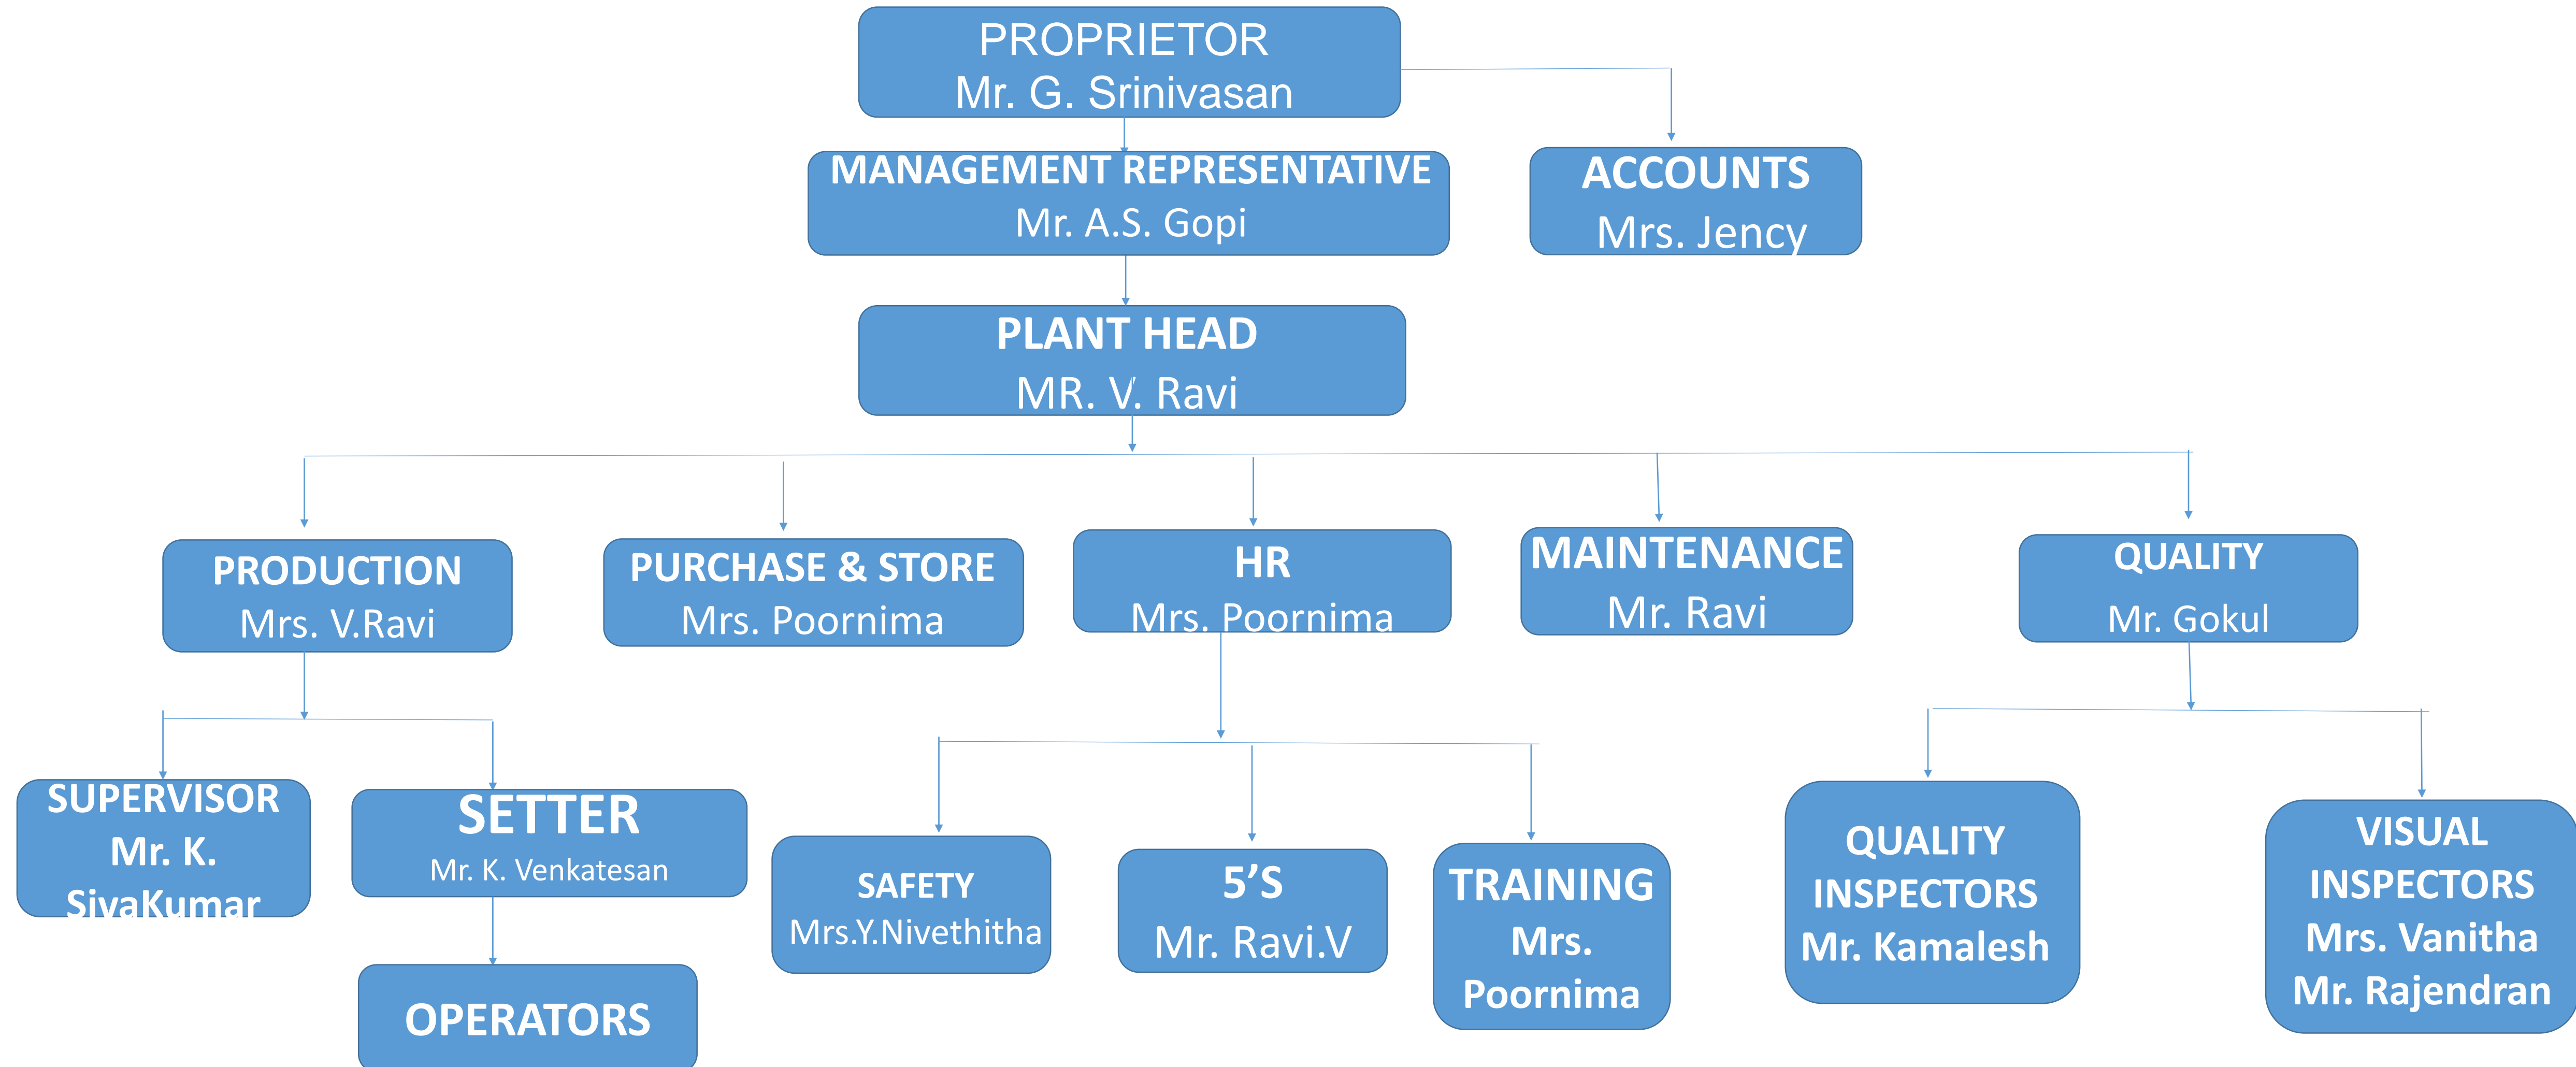 PROPRIETOR
Mr. G. Srinivasan
MANAGEMENT REPRESENTATIVE
Mr. A.S. Gopi
ACCOUNTS
Mrs. Jency
PLANT HEAD
MR. V. Ravi
PRODUCTION
Mrs. V.Ravi
PURCHASE & STORE
Mrs. Poornima
HR
Mrs. Poornima
MAINTENANCE
Mr. Ravi
QUALITY
Mr. Gokul
SUPERVISOR
Mr. K.
SivaKumar
SETTER
Mr. K. Venkatesan
OPERATORS
SAFETY
Mrs.Y.Nivethitha
5’S
Mr. Ravi.V
TRAINING
Mrs.
Poornima
QUALITY
INSPECTORS
Mr. Kamalesh
VISUAL
INSPECTORS
Mrs. Vanitha
Mr. Rajendran